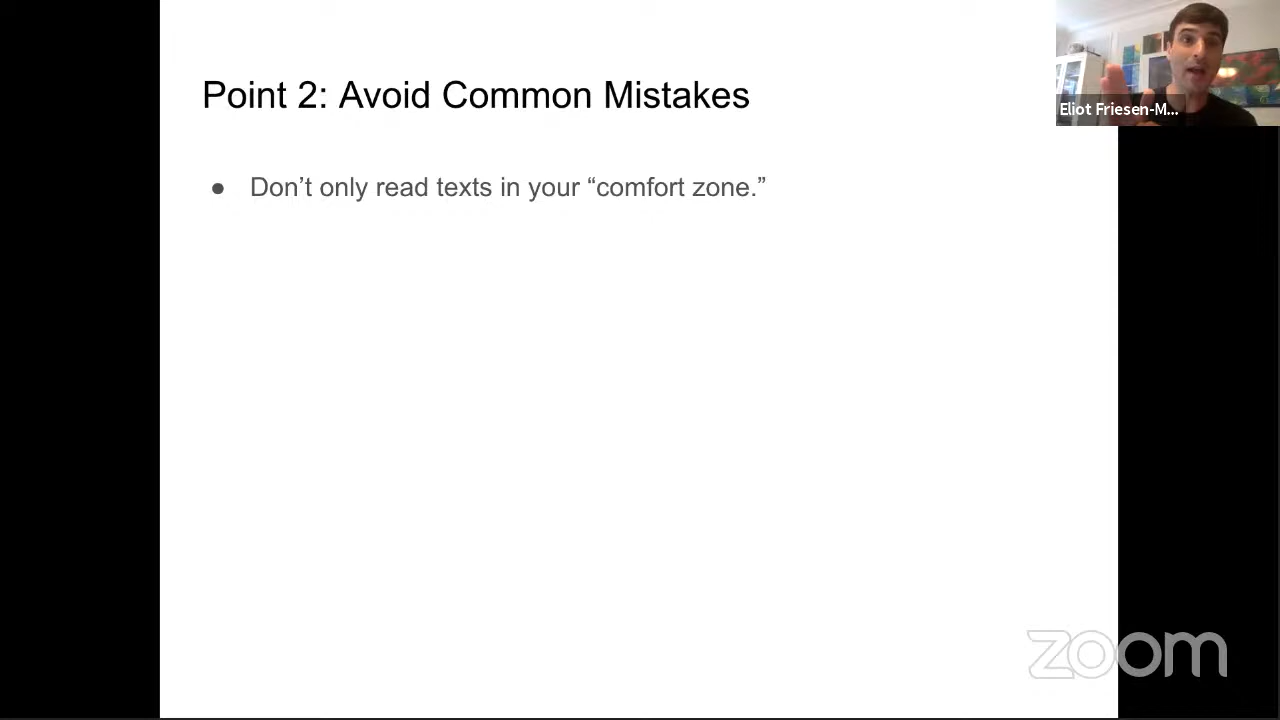 Point 2: Avoid Common Mistakes
● Don’t only read texts in your “comfort zone.”
Eliot Friesen-M...
zoom